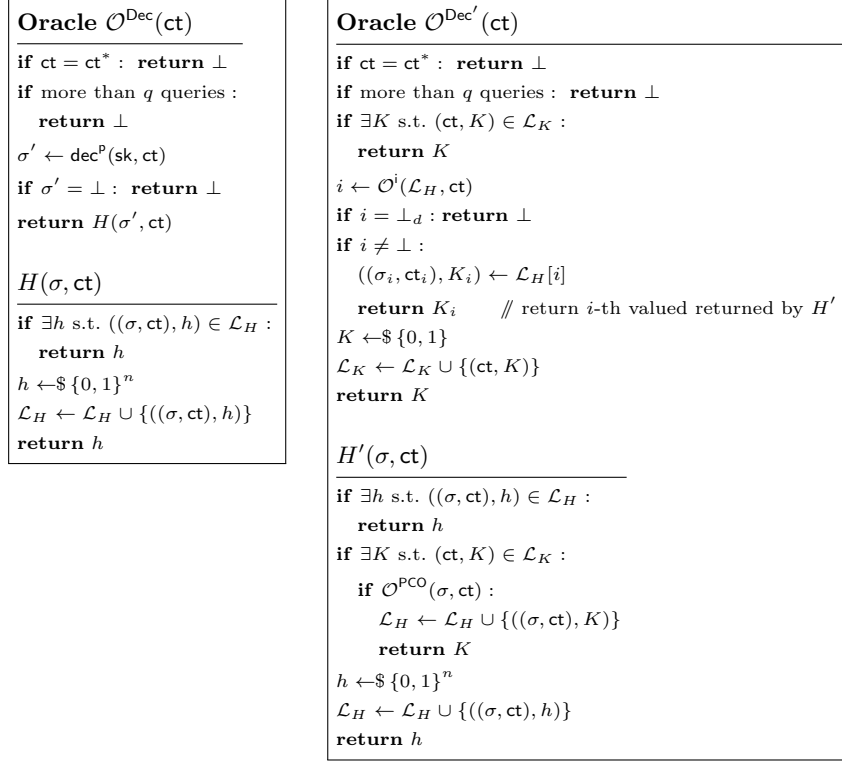 Oracle 𝒪^Dec(ct)
if ct = ct* : return ⊥
if more than q queries :
return ⊥
σ′ ← dec^p(sk, ct)
if σ′ = ⊥ : return ⊥
return H(σ′, ct)
H(σ, ct)
if ∃h s.t. ((σ, ct), h) ∈ ℒ_H :
return h
h ←$ {0, 1}^n
ℒ_H ← ℒ_H ∪ {((σ, ct), h)}
return h
Oracle 𝒪^Dec′(ct)
if ct = ct* : return ⊥
if more than q queries : return ⊥
if ∃K s.t. (ct, K) ∈ ℒ_K :
return K
i ← 𝒪^i(ℒ_H, ct)
if i = ⊥_d : return ⊥
if i ≠ ⊥ :
((σ_i, ct_i), K_i) ← ℒ_H[i]
return K_i // return i-th valued returned by H′
K ←$ {0, 1}
ℒ_K ← ℒ_K ∪ {(ct, K)}
return K
H′(σ, ct)
if ∃h s.t. ((σ, ct), h) ∈ ℒ_H :
return h
if ∃K s.t. (ct, K) ∈ ℒ_K :
if 𝒪^PCO(σ, ct) :
ℒ_H ← ℒ_H ∪ {((σ, ct), K)}
return K
h ←$ {0, 1}^n
ℒ_H ← ℒ_H ∪ {((σ, ct), h)}
return h